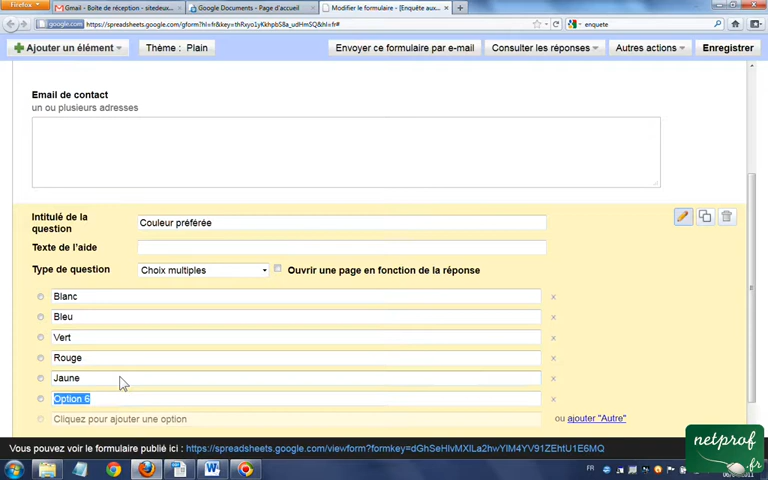 Firefox
Gmail - Boîte de réception - sitedeux...
Google Documents - Page d'accueil
Modifier le formulaire - [Enquête aux...
google.com
https://spreadsheets.google.com/gform?hl=fr&key=thRxyo1yKkhpbS8a_udHmSQ&hl=fr#
enquete
Ajouter un élément
Thème : Plain
Envoyer ce formulaire par e-mail
Consulter les réponses
Autres actions
Enregistrer
Email de contact
un ou plusieurs adresses
Intitulé de la question
Couleur préférée
Texte de l'aide
Type de question
Choix multiples
Ouvrir une page en fonction de la réponse
Blanc
Bleu
Vert
Rouge
Jaune
Option 6
Cliquez pour ajouter une option
ou ajouter "Autre"
Vous pouvez voir le formulaire publié ici : https://spreadsheets.google.com/viewform?formkey=dGhSeHlvMXlLa2hwYlM4YV91ZEhtU1E6MQ
netprof
.fr
FR